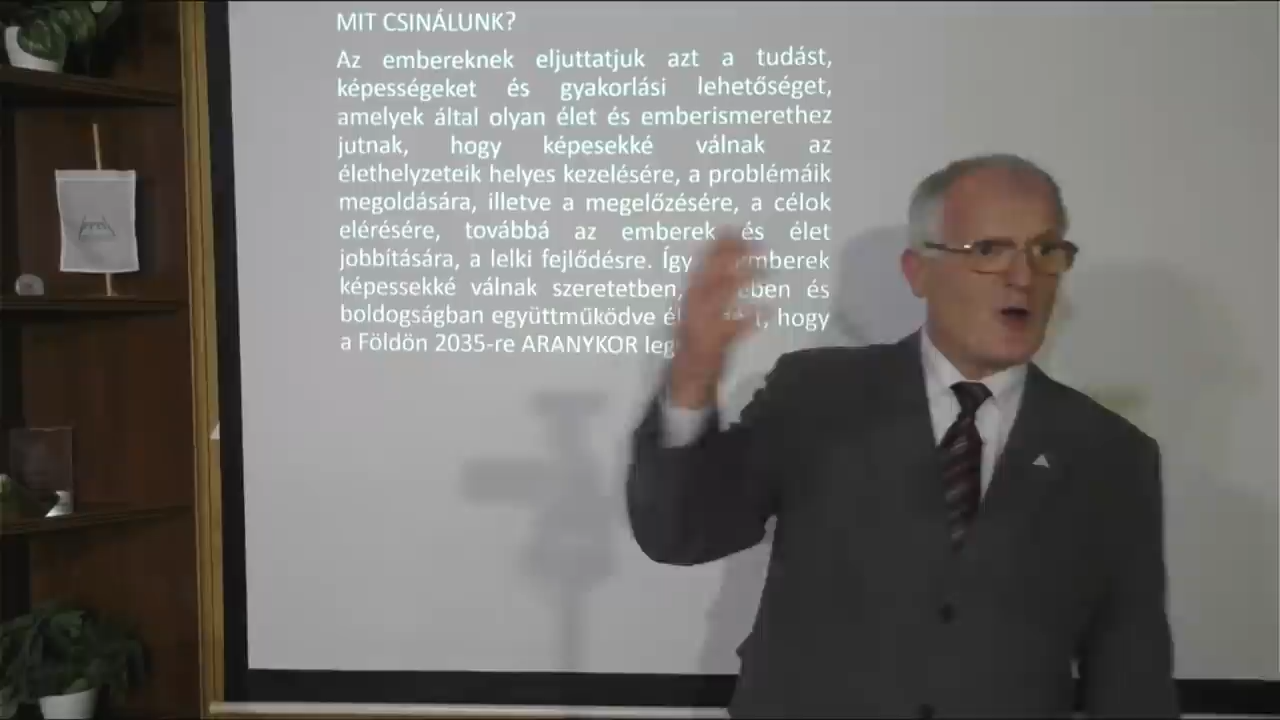 MIT CSINÁLUNK?
Az embereknek eljuttatjuk azt a tudást,
képességeket és gyakorlási lehetőséget,
amelyek által olyan élet és emberismerethez
jutnak, hogy képesekké válnak az
élethelyzeteik helyes kezelésére, a problémáik
megoldására, illetve a megelőzésére, a célok
elérésére, továbbá az emberek és élet
jobbítására, a lelki fejlődésre. Így
képessekké válnak szeretetben, és
boldogságban együttműködve hogy
a Földön 2035-re ARANYKOR